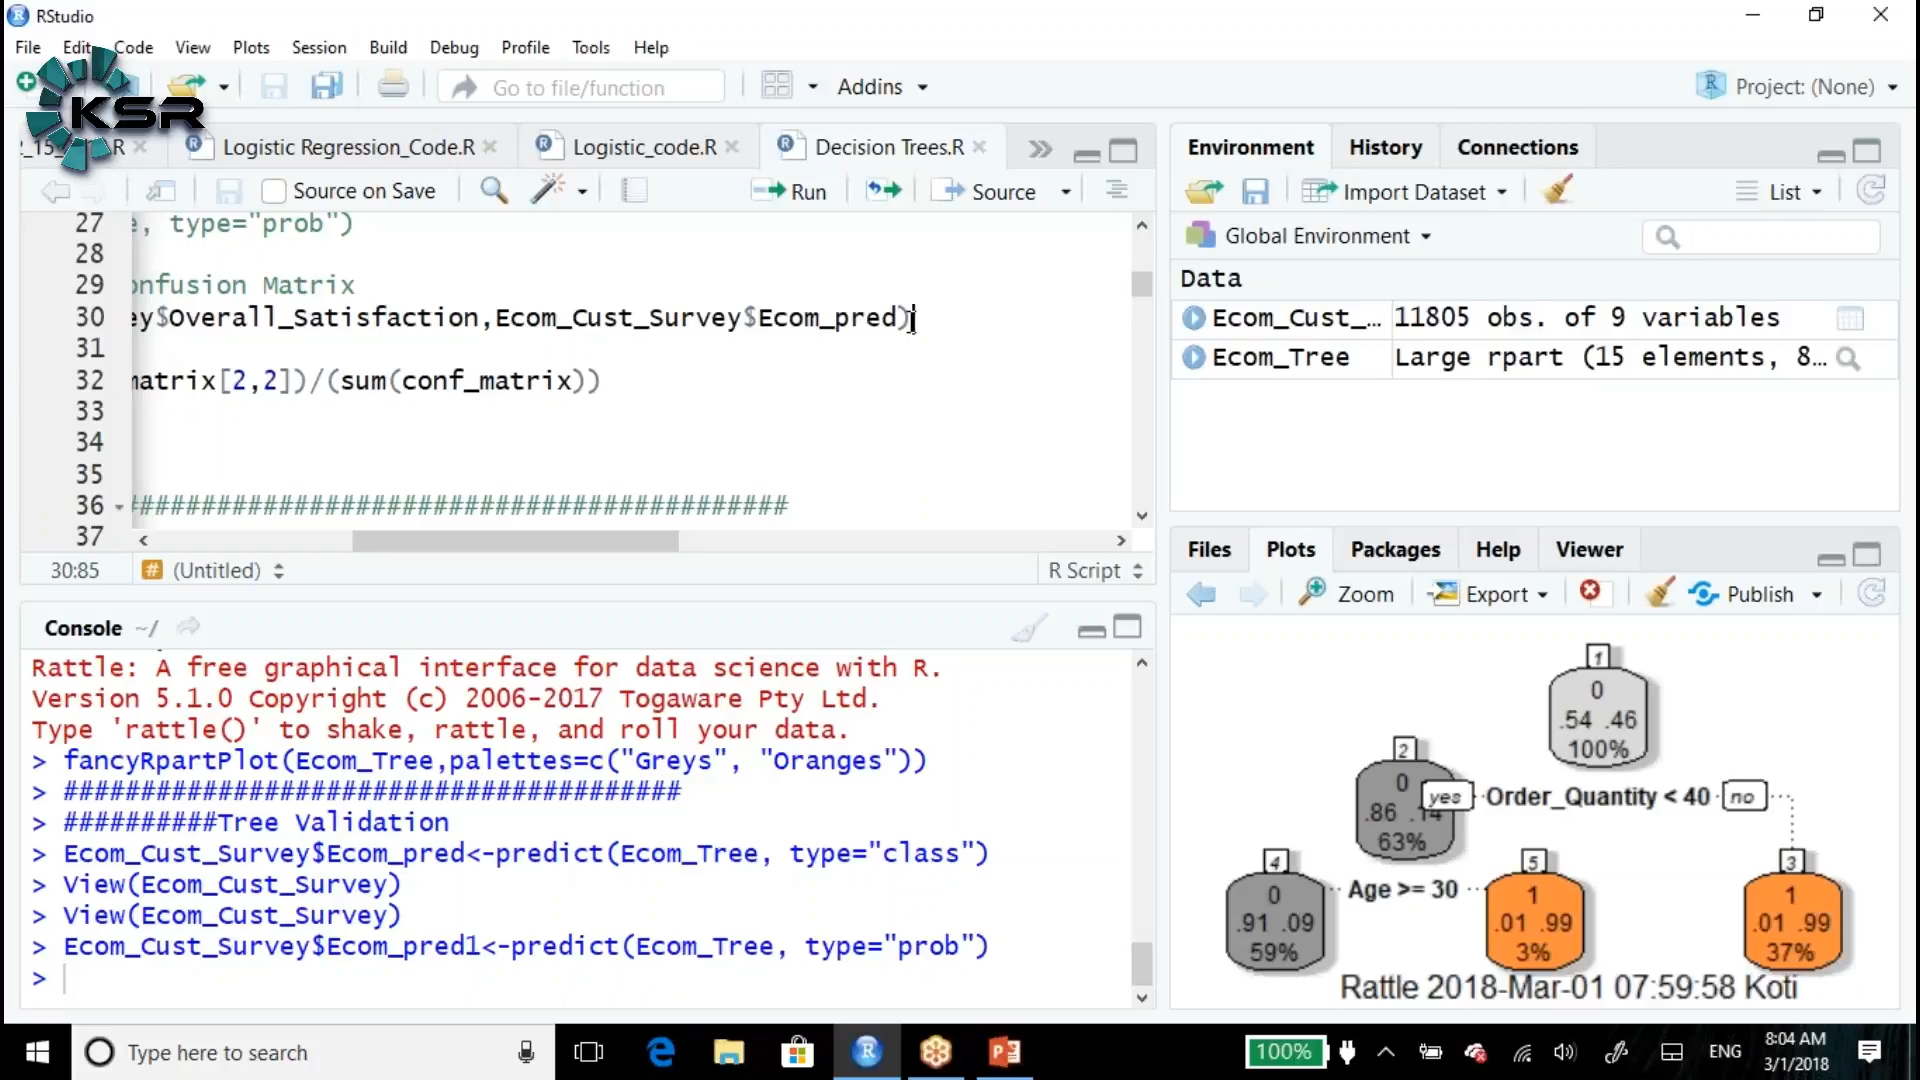 RStudio
File Edit Code View Plots Session Build Debug Profile Tools Help
KSR
Go to file/function Addins Project: (None)
Logistic Regression_Code.R Logistic_code.R Decision Trees.R
Source on Save Run Source
27 e, type="prob")
28
29 onfusion Matrix
30 ey$Overall_Satisfaction,Ecom_Cust_Survey$Ecom_pred)
31
32 matrix[2,2])/(sum(conf_matrix))
33
34
35
36 ##########################################
37
30:85 (Untitled) R Script
Console ~/
Rattle: A free graphical interface for data science with R.
Version 5.1.0 Copyright (c) 2006-2017 Togaware Pty Ltd.
Type 'rattle()' to shake, rattle, and roll your data.
> fancyRpartPlot(Ecom_Tree,palettes=c("Greys", "Oranges"))
> ########################################
> ##########Tree Validation
> Ecom_Cust_Survey$Ecom_pred<-predict(Ecom_Tree, type="class")
> View(Ecom_Cust_Survey)
> View(Ecom_Cust_Survey)
> Ecom_Cust_Survey$Ecom_pred1<-predict(Ecom_Tree, type="prob")
>
Environment History Connections
Import Dataset List
Global Environment
Data
Ecom_Cust_... 11805 obs. of 9 variables
Ecom_Tree Large rpart (15 elements, 8...
Files Plots Packages Help Viewer
Zoom Export Publish
1
0
.54 .46
100%
2
0
.86 .14
63%
yes Order_Quantity < 40 no
4
0
.91 .09
59%
Age >= 30
5
1
.01 .99
3%
3
1
.01 .99
37%
Rattle 2018-Mar-01 07:59:58 Koti
Type here to search
100%
ENG
8:04 AM
3/1/2018